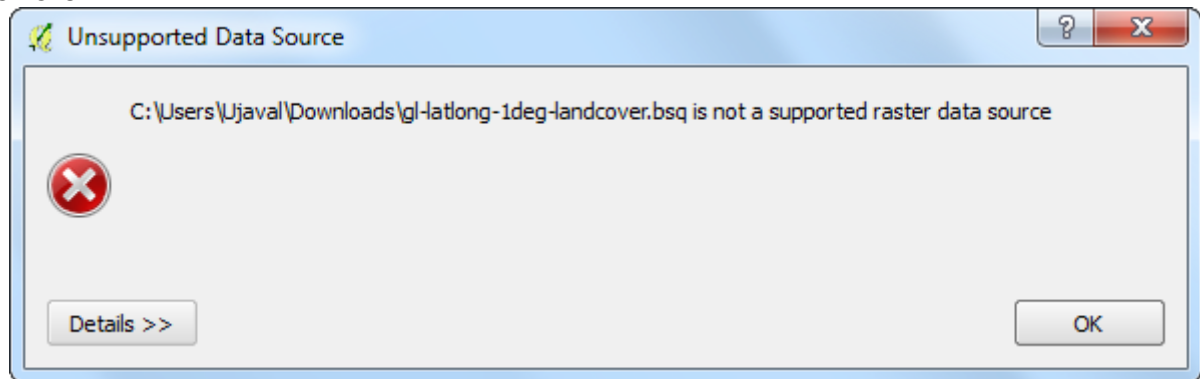 Unsupported Data Source
C:\Users\Ujaval\Downloads\gl-latlong-1deg-landcover.bsq is not a supported raster data source
Details >>
OK